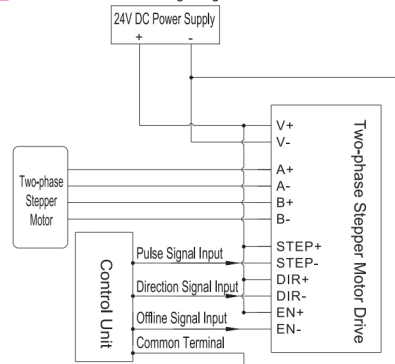 24V DC Power Supply
+ -
V+
V-
A+
A-
B+
B-
STEP+
STEP-
DIR+
DIR-
EN+
EN-
Two-phase Stepper Motor Drive
Two-phase
Stepper
Motor
Control Unit
Pulse Signal Input
Direction Signal Input
Offline Signal Input
Common Terminal